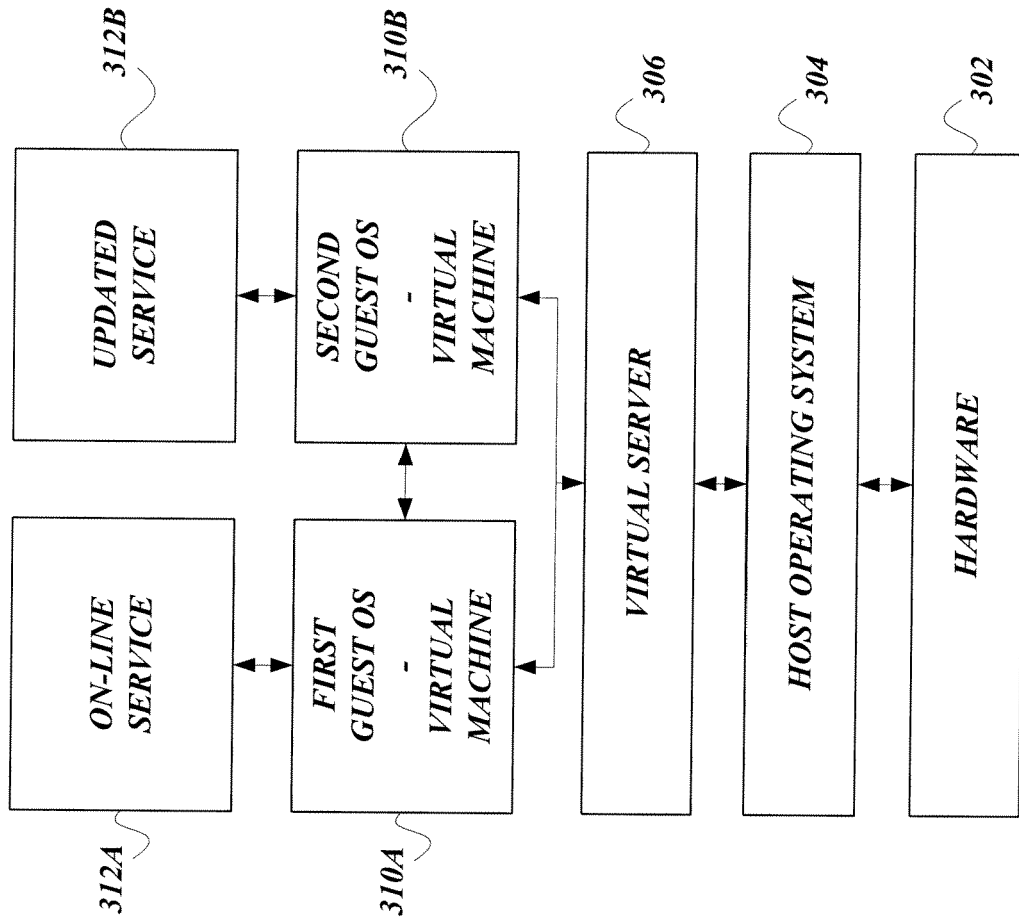 312A
ON-LINE
SERVICE
UPDATED
SERVICE
312B
310A
FIRST
GUEST OS
-
VIRTUAL
MACHINE
SECOND
GUEST OS
-
VIRTUAL
MACHINE
310B
VIRTUAL SERVER
306
HOST OPERATING SYSTEM
304
HARDWARE
302